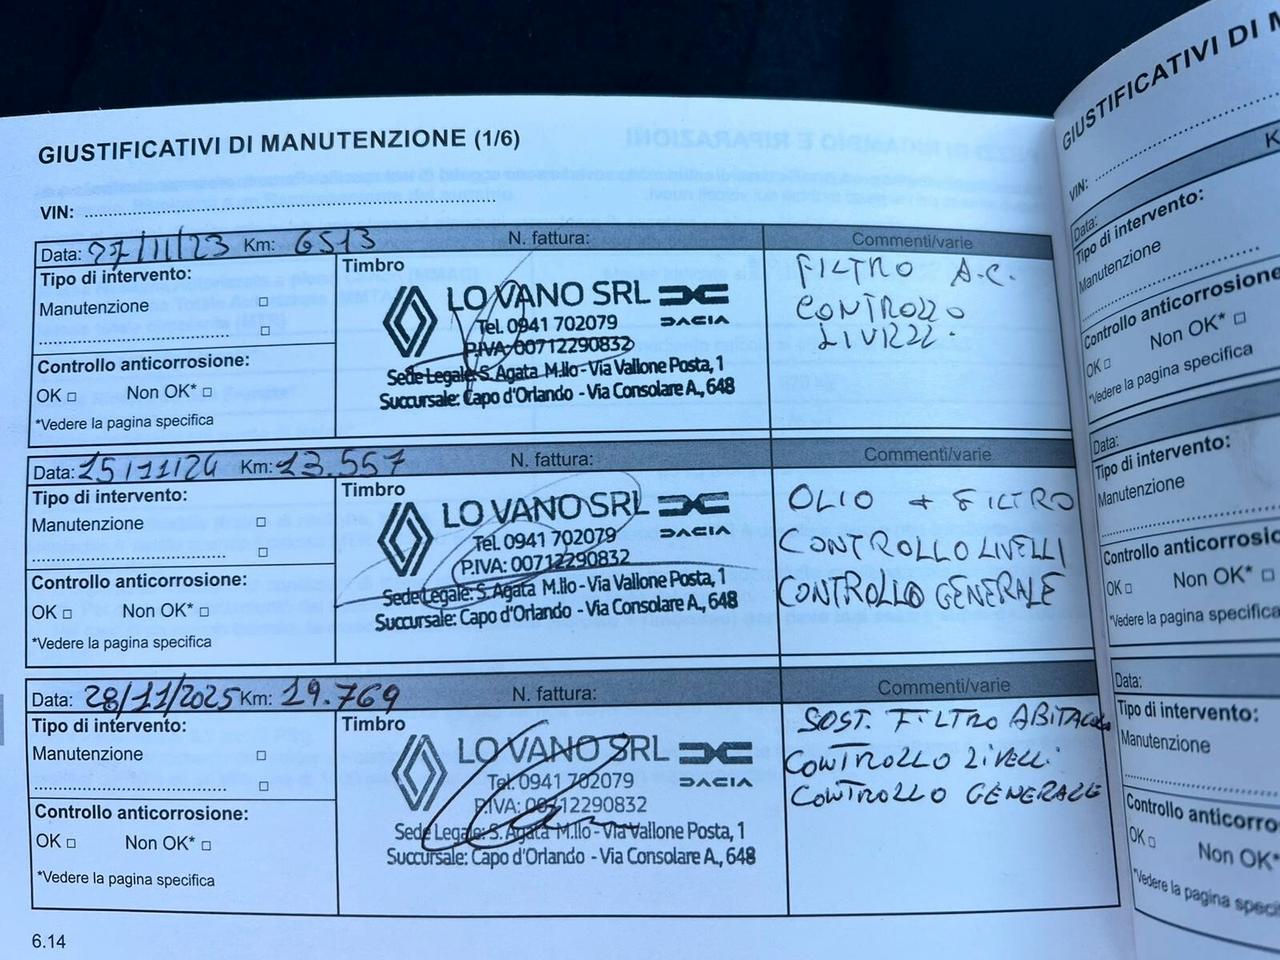 GIUSTIFICATIVI DI MANUTENZIONE (1/6)
VIN:
Data: 27/11/23 Km: 6513 N. fattura: Commenti/varie
Tipo di intervento:
Manutenzione
Controllo anticorrosione:
OK Non OK*
*Vedere la pagina specifica
Timbro
LO VANO SRL
DACIA
Tel. 0941 702079
P.IVA: 00712290832
Sede Legale: S. Agata M.llo - Via Vallone Posta, 1
Succursale: Capo d'Orlando - Via Consolare A., 648
FILTRO A.C.
CONTROLLO
LIVELLI
Data: 15/11/24 Km: 13.557 N. fattura: Commenti/varie
Tipo di intervento:
Manutenzione
Controllo anticorrosione:
OK Non OK*
*Vedere la pagina specifica
Timbro
LO VANO SRL
DACIA
Tel. 0941 702079
P.IVA: 00712290832
Sede Legale: S. Agata M.llo - Via Vallone Posta, 1
Succursale: Capo d'Orlando - Via Consolare A., 648
OLIO + FILTRO
CONTROLLO LIVELLI
CONTROLLO GENERALE
Data: 28/11/2025 Km: 19.769 N. fattura: Commenti/varie
Tipo di intervento:
Manutenzione
Controllo anticorrosione:
OK Non OK*
*Vedere la pagina specifica
Timbro
LO VANO SRL
DACIA
Tel. 0941 702079
P.IVA: 00712290832
Sede Legale: S. Agata M.llo - Via Vallone Posta, 1
Succursale: Capo d'Orlando - Via Consolare A., 648
SOST. FILTRO ABITACOLO
CONTROLLO LIVELLI
CONTROLLO GENERALE
6.14
GIUSTIFICATIVI DI
VIN:
Data:
Tipo di intervento:
Manutenzione
Controllo anticorrosione:
OK Non OK*
*Vedere la pagina specifica
Data:
Tipo di intervento:
Manutenzione
Controllo anticorrosio
OK Non OK*
*Vedere la pagina specifica
Data:
Tipo di intervento:
Manutenzione
Controllo anticorro
OK Non OK*
*Vedere la pagina specific